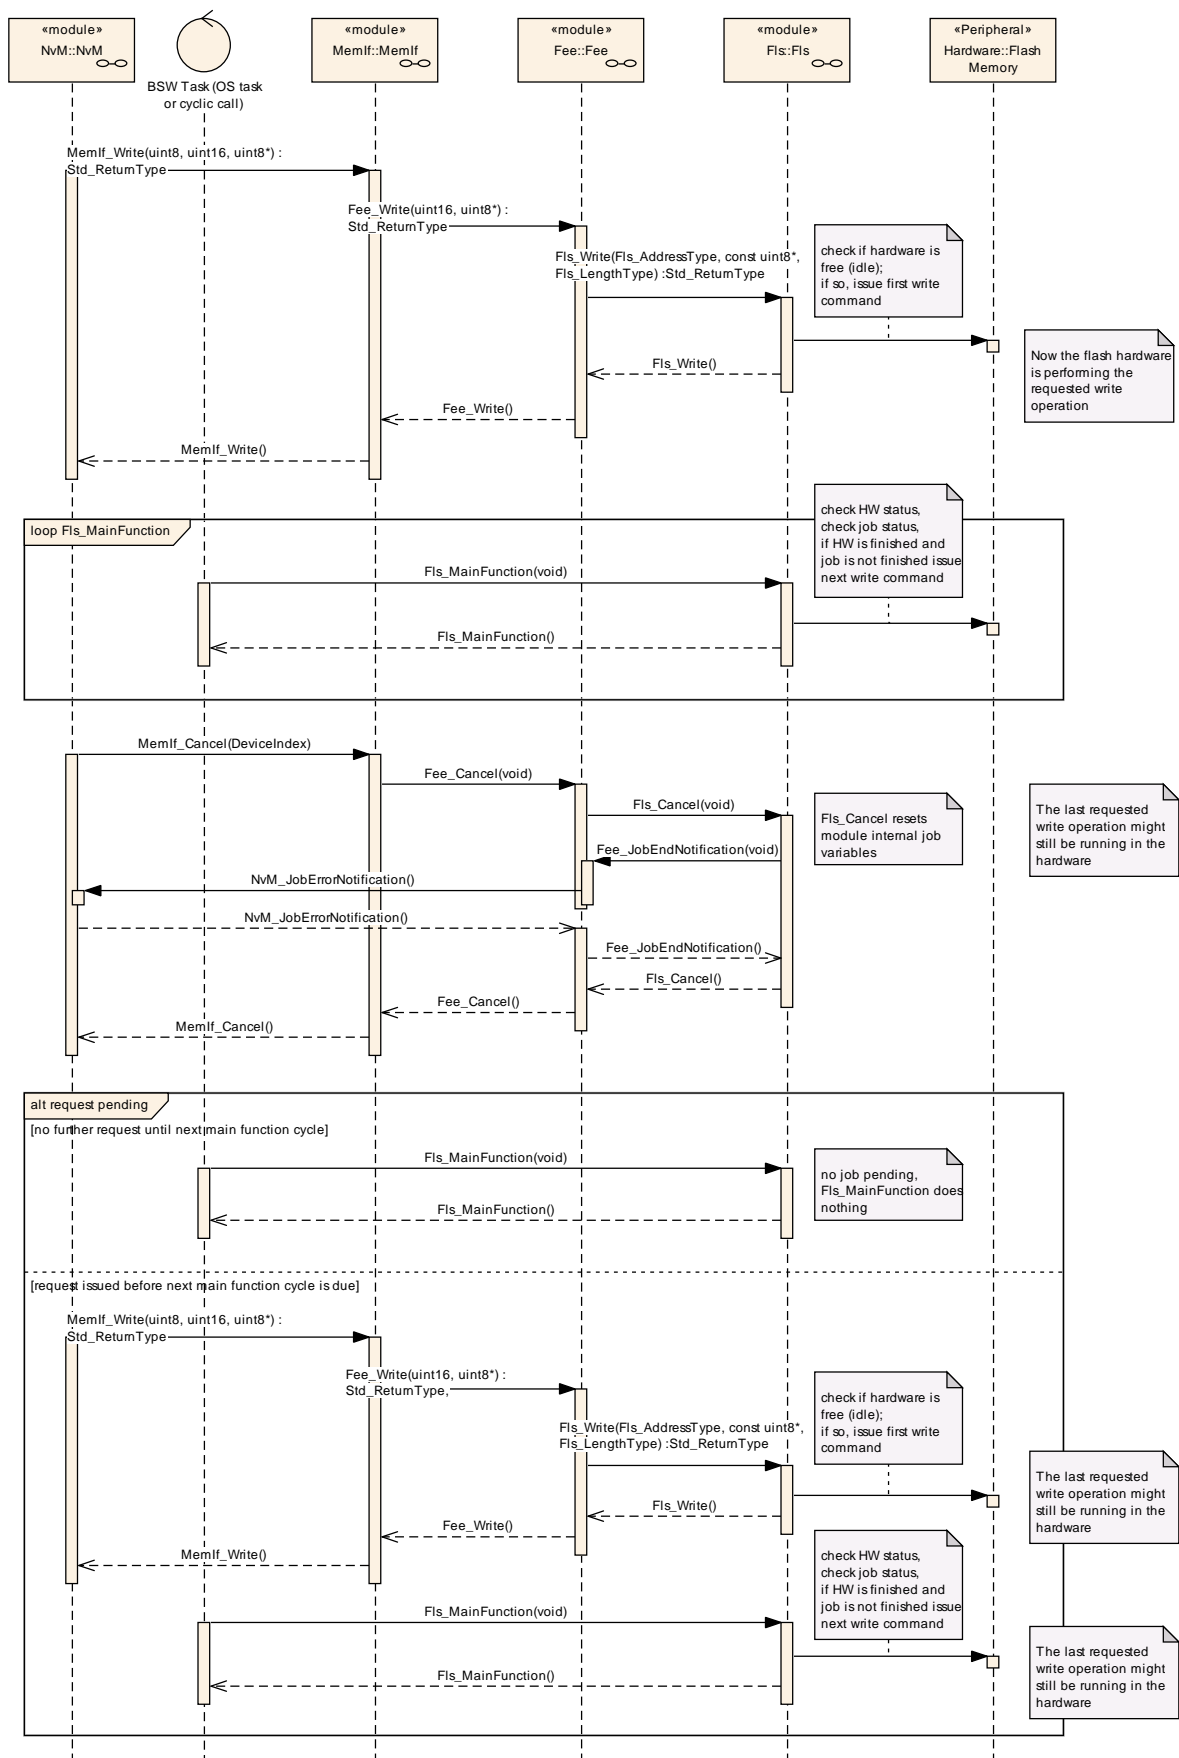 «module»
NvM::NvM
BSW Task (OS task
or cyclic call)
«module»
MemIf::MemIf
«module»
Fee::Fee
«module»
Fls::Fls
«Peripheral»
Hardware::Flash
Memory
MemIf_Write(uint8, uint16, uint8*) :
Std_ReturnType
Fee_Write(uint16, uint8*) :
Std_ReturnType
Fls_Write(Fls_AddressType, const uint8*,
Fls_LengthType) :Std_ReturnType
check if hardware is
free (idle);
if so, issue first write
command
Now the flash hardware
is performing the
requested write
operation
Fls_Write()
Fee_Write()
MemIf_Write()
loop Fls_MainFunction
check HW status,
check job status,
if HW is finished and
job is not finished issue
next write command
Fls_MainFunction(void)
Fls_MainFunction()
MemIf_Cancel(DeviceIndex)
Fee_Cancel(void)
Fls_Cancel(void)
Fls_Cancel resets
module internal job
variables
The last requested
write operation might
still be running in the
hardware
Fee_JobEndNotification(void)
NvM_JobErrorNotification()
NvM_JobErrorNotification()
Fee_JobEndNotification()
Fls_Cancel()
Fee_Cancel()
MemIf_Cancel()
alt request pending
[no further request until next main function cycle]
Fls_MainFunction(void)
no job pending,
Fls_MainFunction does
nothing
Fls_MainFunction()
[request issued before next main function cycle is due]
MemIf_Write(uint8, uint16, uint8*) :
Std_ReturnType
Fee_Write(uint16, uint8*) :
Std_ReturnType,
Fls_Write(Fls_AddressType, const uint8*,
Fls_LengthType) :Std_ReturnType
check if hardware is
free (idle);
if so, issue first write
command
The last requested
write operation might
still be running in the
hardware
Fls_Write()
Fee_Write()
MemIf_Write()
check HW status,
check job status,
if HW is finished and
job is not finished issue
next write command
Fls_MainFunction(void)
The last requested
write operation might
still be running in the
hardware
Fls_MainFunction()